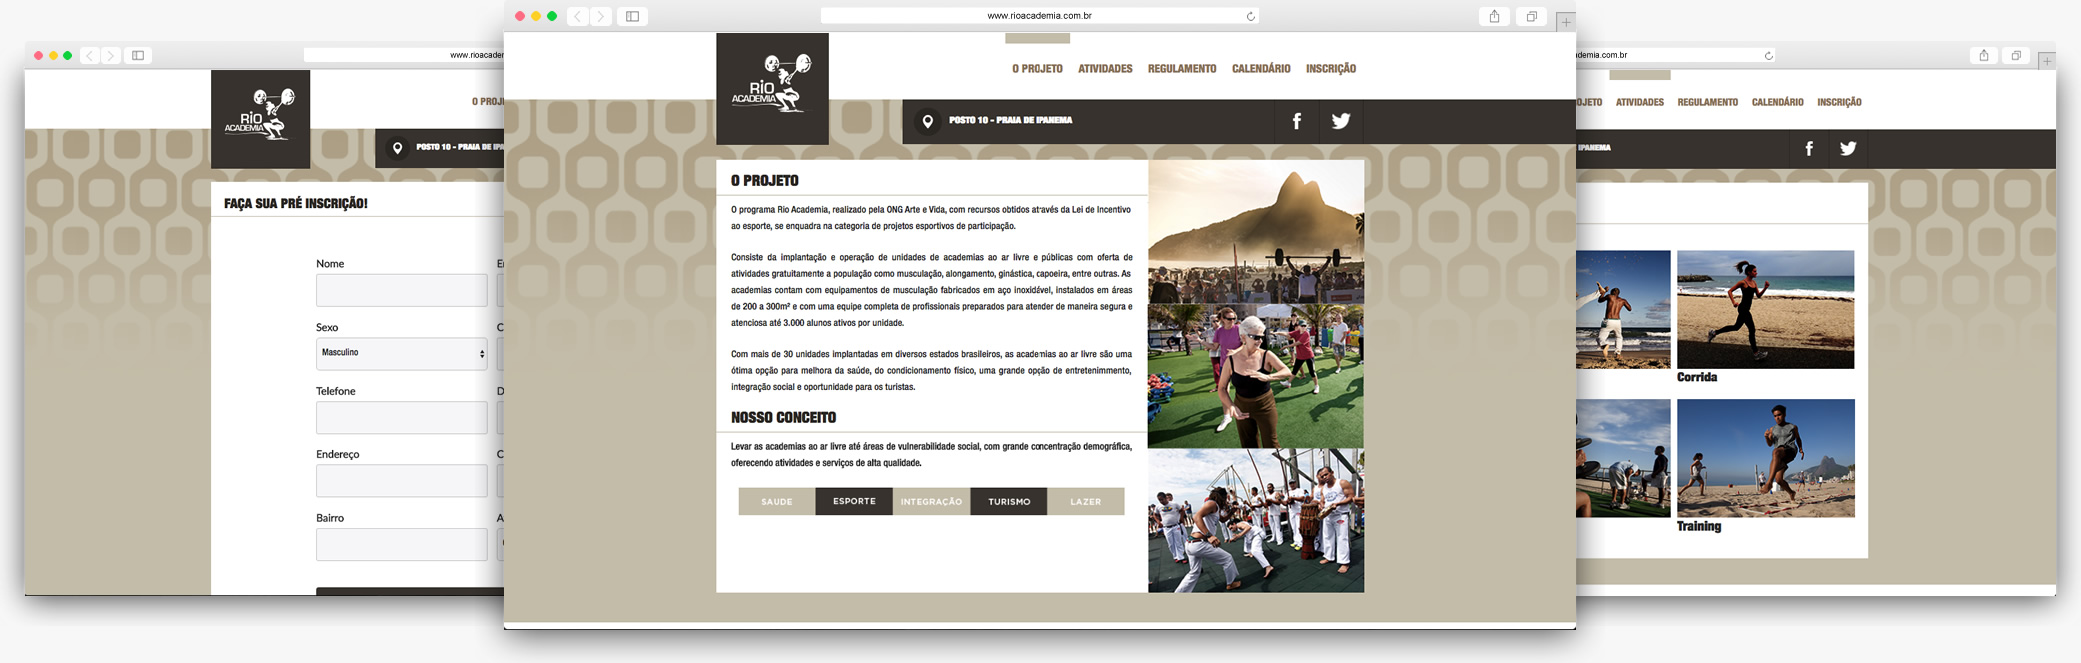 www.rioacadem
RIO
ACADEMIA
O PROJ
POSTO 10 - PRAIA DE IPA
FAÇA SUA PRÉ INSCRIÇÃO!
Nome
E
Sexo
C
Masculino
Telefone
D
Endereço
C
Bairro
A
www.rioacademia.com.br
RIO
ACADEMIA
O PROJETO ATIVIDADES REGULAMENTO CALENDÁRIO INSCRIÇÃO
POSTO 10 - PRAIA DE IPANEMA
O PROJETO
O programa Rio Academia, realizado pela ONG Arte e Vida, com recursos obtidos através da Lei de Incentivo
ao esporte, se enquadra na categoria de projetos esportivos de participação.
Consiste da implantação e operação de unidades de academias ao ar livre e públicas com oferta de
atividades gratuitamente a população como musculação, alongamento, ginástica, capoeira, entre outras. As
academias contam com equipamentos de musculação fabricados em aço inoxidável, instalados em áreas
de 200 a 300m² e com uma equipe completa de profissionais preparados para atender de maneira segura e
atenciosa até 3.000 alunos ativos por unidade.
Com mais de 30 unidades implantadas em diversos estados brasileiros, as academias ao ar livre são uma
ótima opção para melhora da saúde, do condicionamento físico, uma grande opção de entretenimmento,
integração social e oportunidade para os turistas.
NOSSO CONCEITO
Levar as academias ao ar livre até áreas de vulnerabilidade social, com grande concentração demográfica,
oferecendo atividades e serviços de alta qualidade.
SAUDE ESPORTE INTEGRAÇÃO TURISMO LAZER
ademia.com.br
OJETO ATIVIDADES REGULAMENTO CALENDÁRIO INSCRIÇÃO
IPANEMA
Corrida
Training